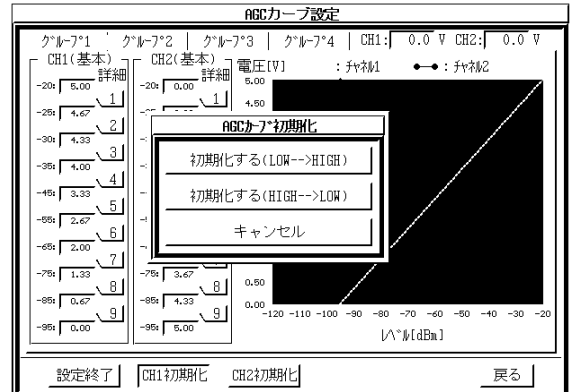 AGCカーブ設定
グループ1 グループ2 グループ3 グループ4 CH1: 0.0 V CH2: 0.0 V
CH1(基本) 詳細
-20: 5.00
1
-25: 4.67
2
-30: 4.33
3
-35: 4.00
4
-45: 3.33
5
-55: 2.67
6
-65: 2.00
7
-75: 1.33
8
-85: 0.67
9
-95: 0.00
CH2(基本) 詳細
-20: 0.00
1
-75: 3.67
8
-85: 4.33
9
-95: 5.00
電圧[V] : チャネル1 : チャネル2
5.00
4.50
0.50
0.00
-120 -110 -100 -90 -80 -70 -60 -50 -40 -30 -20
レベル[dBm]
AGCカーブ初期化
初期化する(LOW-->HIGH)
初期化する(HIGH-->LOW)
キャンセル
設定終了 CH1初期化 CH2初期化 戻る